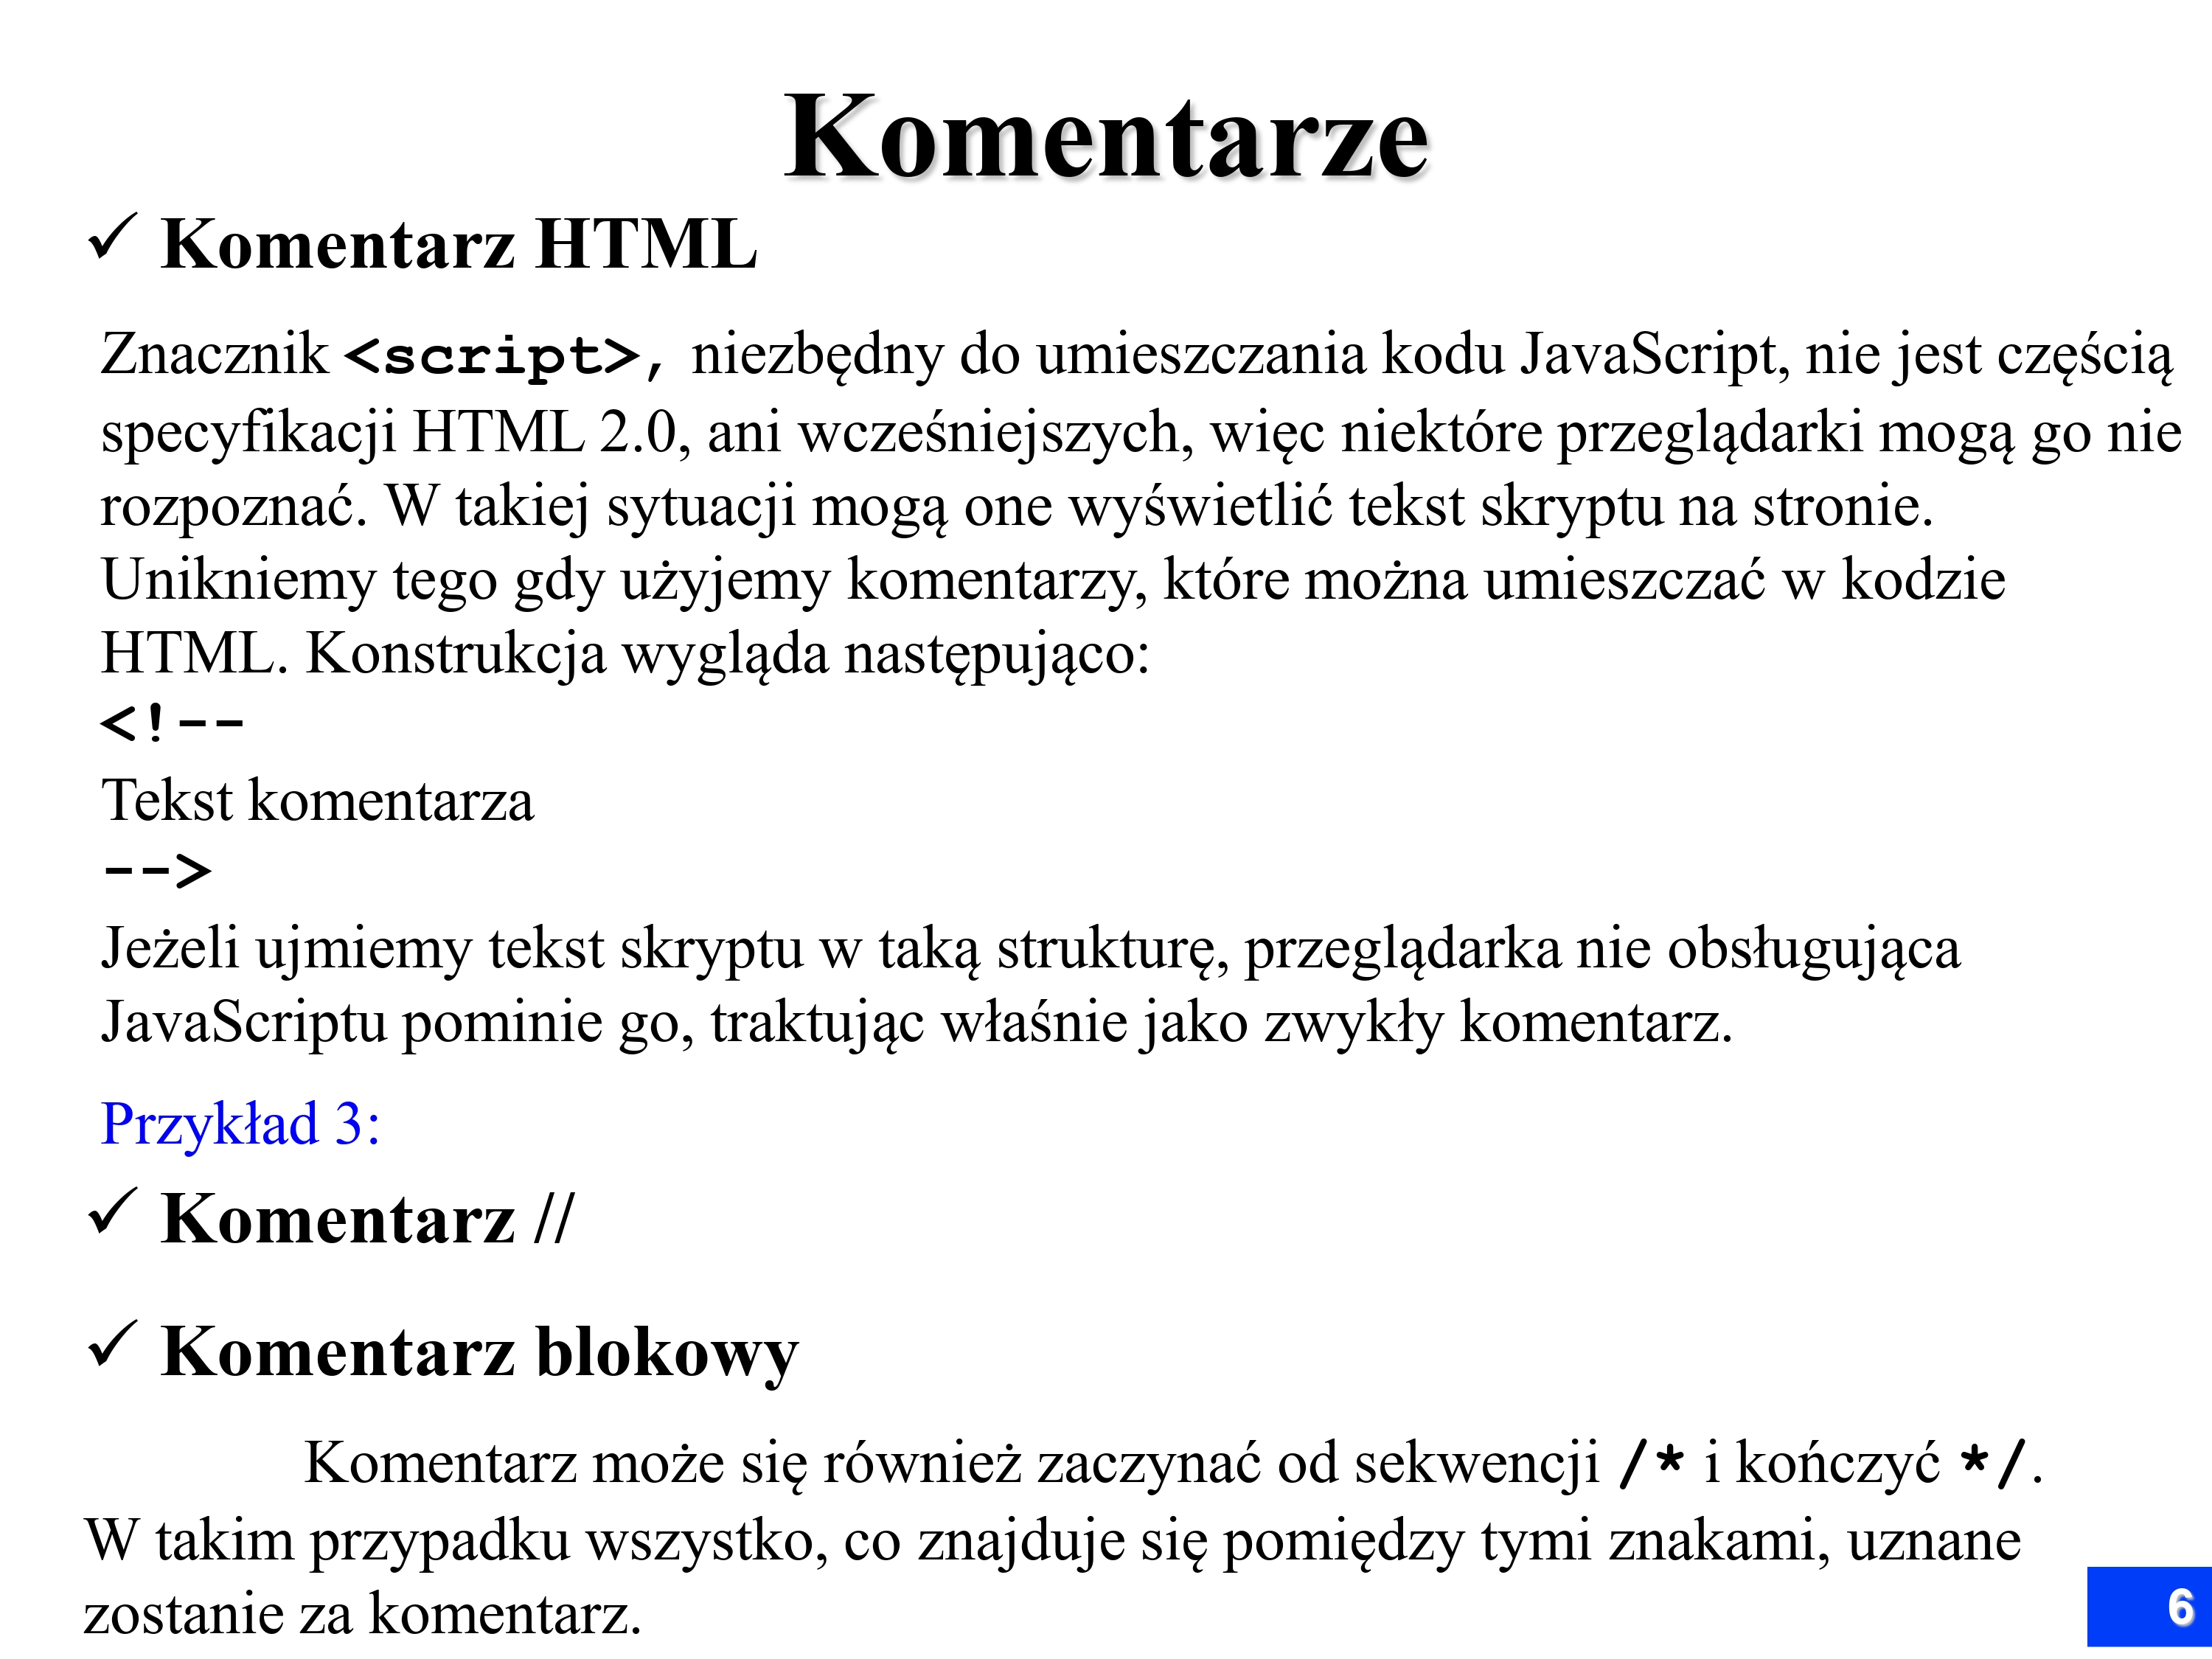 Komentarze
✓ Komentarz HTML
Znacznik <script>, niezbędny do umieszczania kodu JavaScript, nie jest częścią
specyfikacji HTML 2.0, ani wcześniejszych, więc niektóre przeglądarki mogą go nie
rozpoznać. W takiej sytuacji mogą one wyświetlić tekst skryptu na stronie.
Unikniemy tego gdy użyjemy komentarzy, które można umieszczać w kodzie
HTML. Konstrukcja wygląda następująco:
<!--
Tekst komentarza
-->
Jeżeli ujmiemy tekst skryptu w taką strukturę, przeglądarka nie obsługująca
JavaScriptu pominie go, traktując właśnie jako zwykły komentarz.
Przykład 3:
✓ Komentarz //
✓ Komentarz blokowy
Komentarz może się również zaczynać od sekwencji /* i kończyć */.
W takim przypadku wszystko, co znajduje się pomiędzy tymi znakami, uznane
zostanie za komentarz.
6